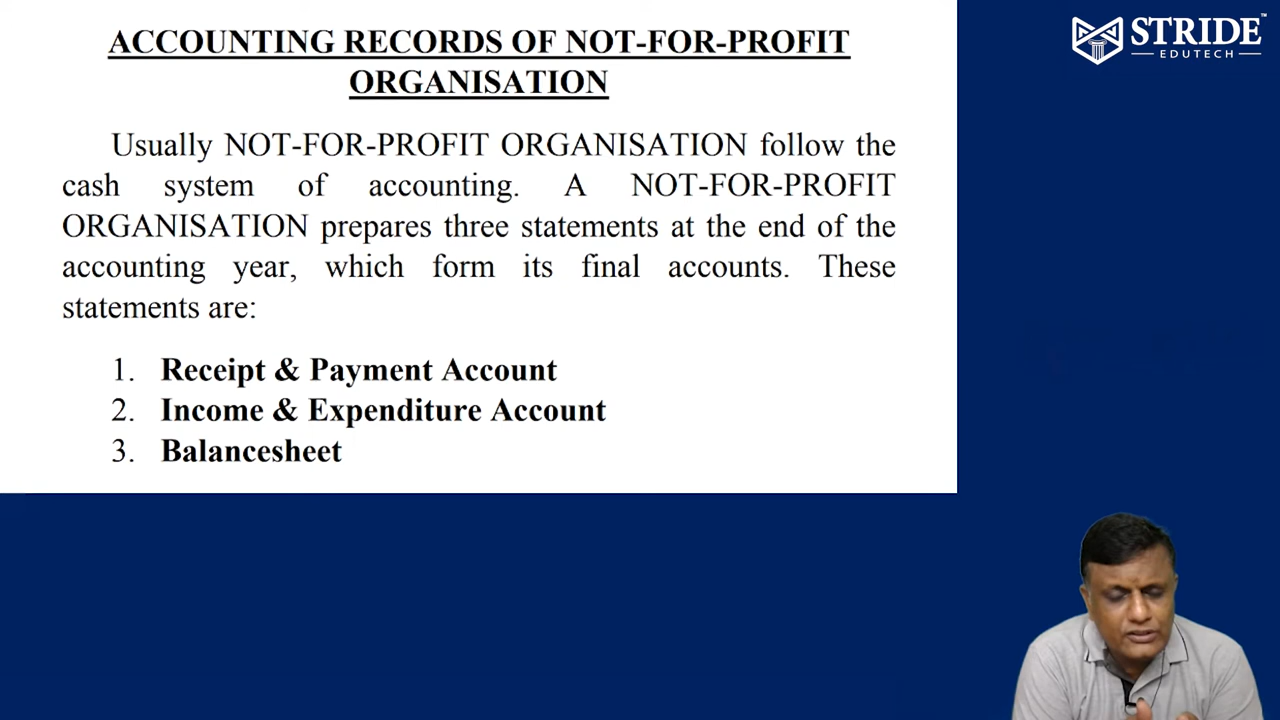 ACCOUNTING RECORDS OF NOT-FOR-PROFIT
ORGANISATION
STRIDE™
EDUTECH
Usually NOT-FOR-PROFIT ORGANISATION follow the
cash system of accounting. A NOT-FOR-PROFIT
ORGANISATION prepares three statements at the end of the
accounting year, which form its final accounts. These
statements are:
1. Receipt & Payment Account
2. Income & Expenditure Account
3. Balancesheet